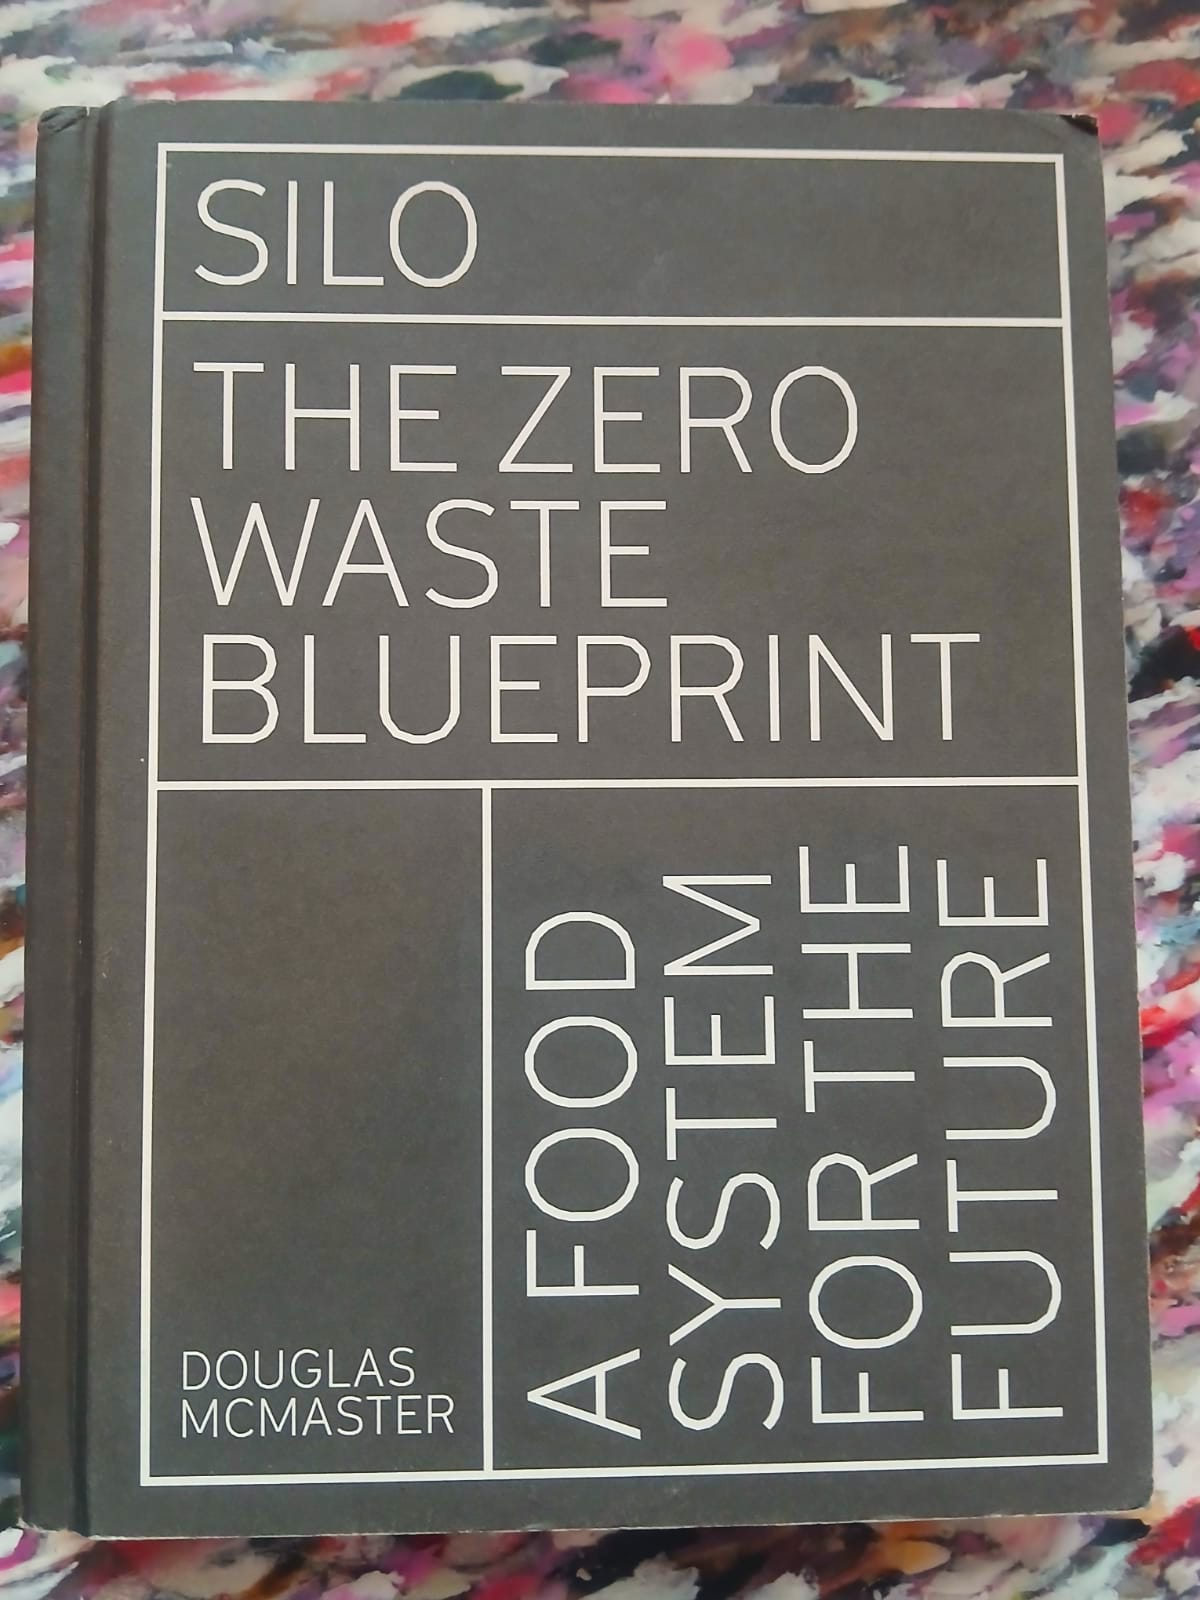 SILO
THE ZERO
WASTE
BLUEPRINT
A FOOD
SYSTEM
FOR THE
FUTURE
DOUGLAS
MCMASTER